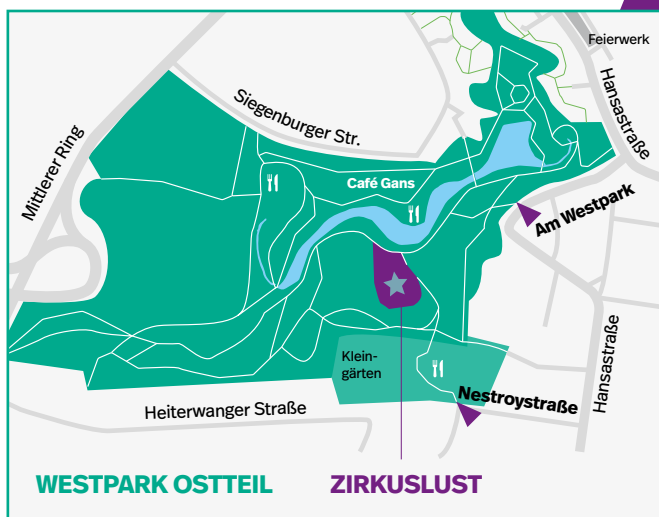 Feierwerk
Hansastraße
Siegenburger Str.
Mittlerer Ring
Café Gans
Am Westpark
Klein-
gärten
Nestroystraße
Hansastraße
Heiterwanger Straße
WESTPARK OSTTEIL
ZIRKUSLUST